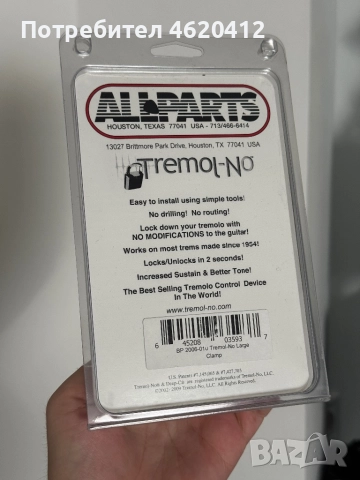 Потребител 4620412
ALLPARTS
HOUSTON, TEXAS 77041 USA - 713/466-6414
13027 Brittmore Park Drive, Houston, TX 77041 USA
TREMOL-NO
Easy to install using simple tools!
No drilling! No routing!
Lock down your tremolo with
NO MODIFICATIONS to the guitar!
Works on most trems made since 1954!
Locks/Unlocks in 2 seconds!
Increased Sustain & Better Tone!
The Best Selling Tremolo Control Device
In The World!
www.tremol-no.com
6 45208 03593 7
Tremol-No Large
Clamp
bazar